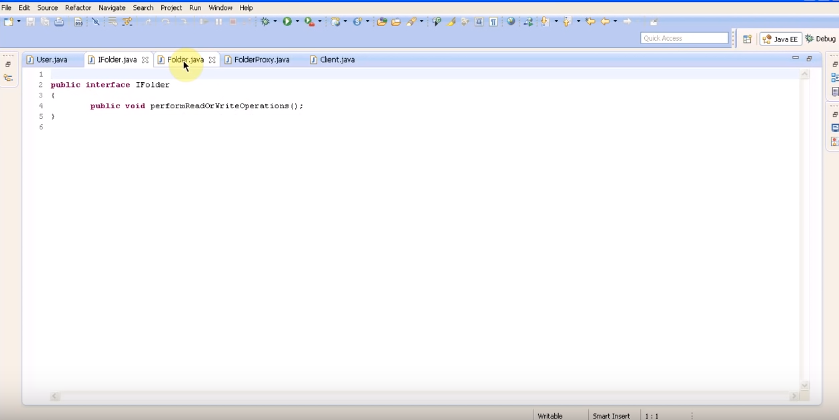 File Edit Source Refactor Navigate Search Project Run Window Help
Quick Access Java EE Debug
User.java IFolder.java Folder.java FolderProxy.java Client.java
1
2 public interface IFolder
3 {
4 public void performReadOrWriteOperations();
5 }
6
Writable Smart Insert 1 : 1